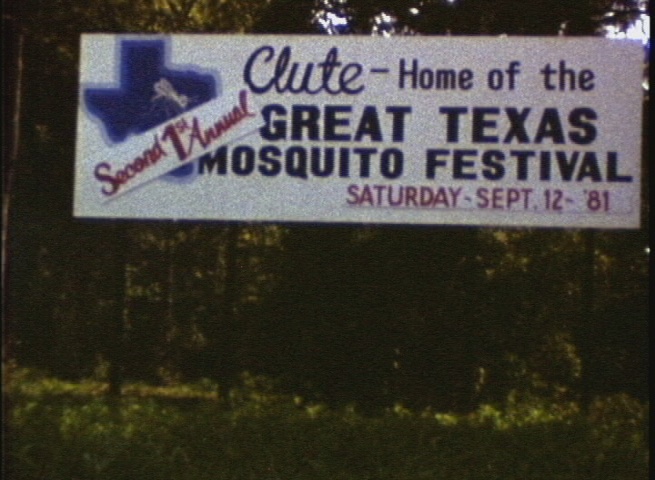 Clute - Home of the
GREAT TEXAS
MOSQUITO FESTIVAL
SATURDAY - SEPT. 12 - '81
Second 1st Annual